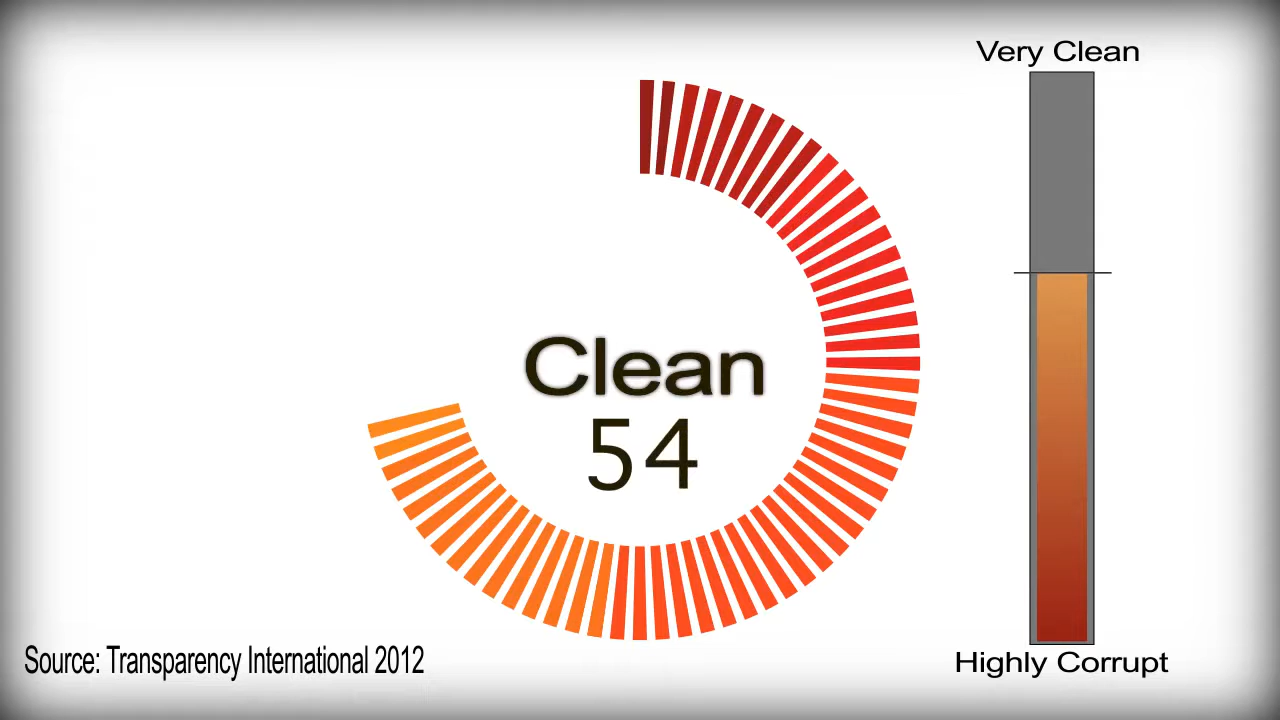 Very Clean
Clean
54
Source: Transparency International 2012
Highly Corrupt